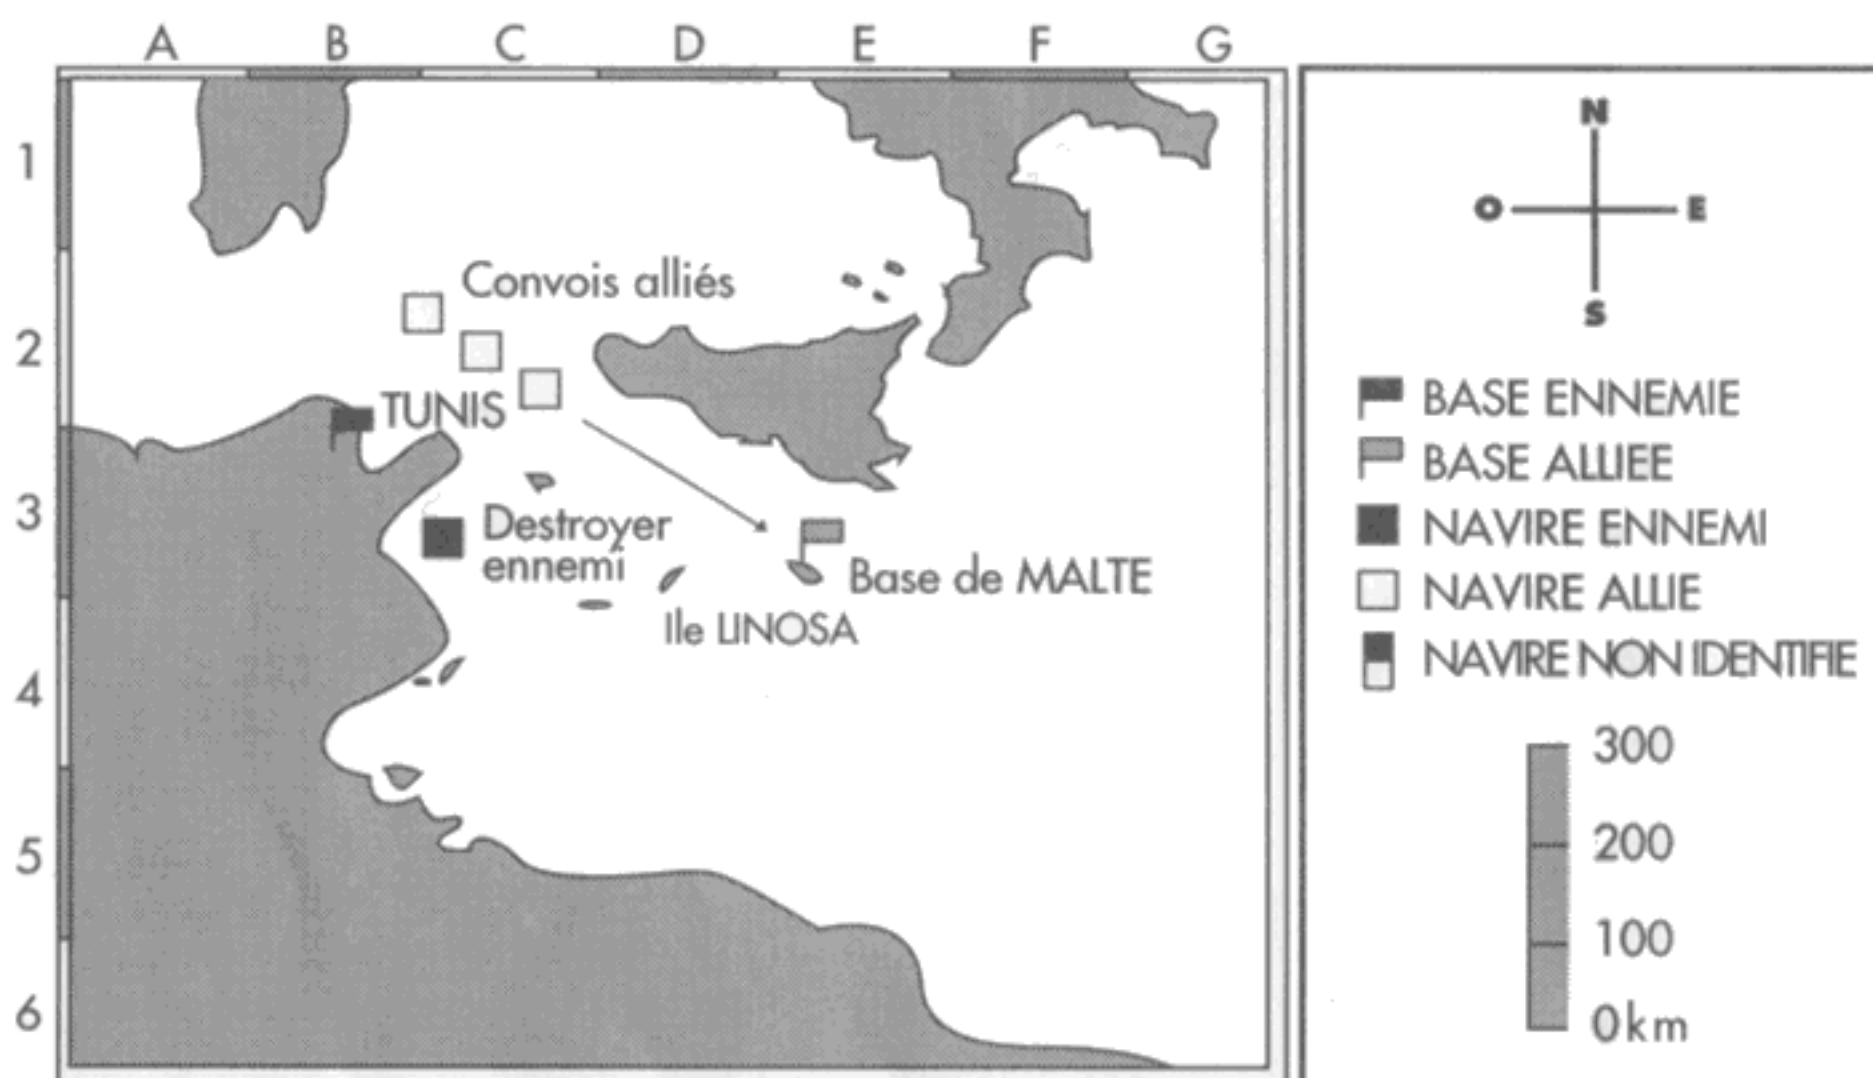 A B C D E F G
1
2
3
4
5
6
Convois alliés
TUNIS
Destroyer
ennemi
Base de MALTE
Ile LINOSA
N
O E
S
BASE ENNEMIE
BASE ALLIEE
NAVIRE ENNEMI
NAVIRE ALLIE
NAVIRE NON IDENTIFIE
300
200
100
0km